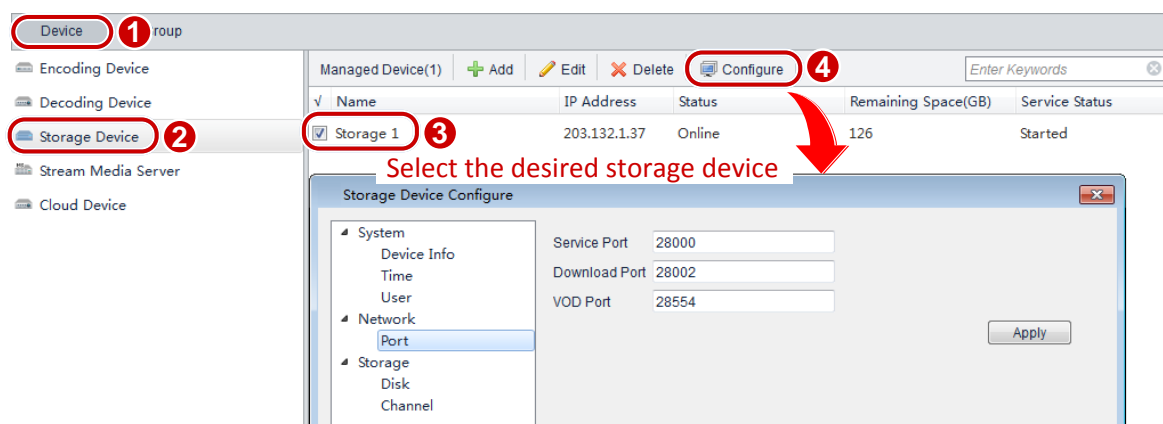 Device 1 roup
Encoding Device
Decoding Device
Storage Device 2
Stream Media Server
Cloud Device
Managed Device(1) Add Edit Delete Configure 4 Enter Keywords
√ Name IP Address Status Remaining Space(GB) Service Status
Storage 1 3 203.132.1.37 Online 126 Started
Select the desired storage device
Storage Device Configure
System
Device Info
Time
User
Network
Port
Storage
Disk
Channel
Service Port 28000
Download Port 28002
VOD Port 28554
Apply